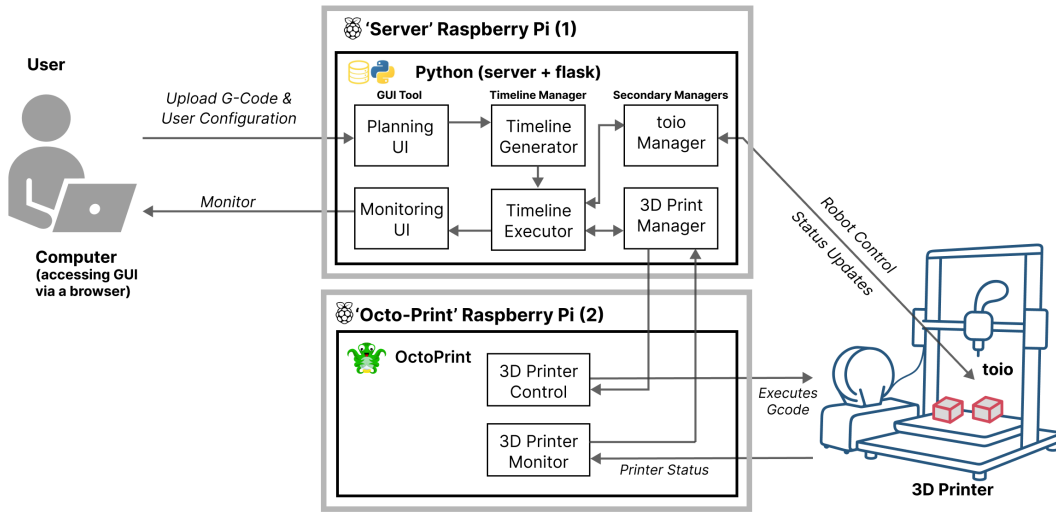 'Server' Raspberry Pi (1)
User
Python (server + flask)
GUI Tool
Timeline Manager
Secondary Managers
Upload G-Code &
User Configuration
Planning
UI
Timeline
Generator
toio
Manager
Monitor
Monitoring
UI
Timeline
Executor
3D Print
Manager
Computer
(accessing GUI
via a browser)
Robot Control
Status Updates
'Octo-Print' Raspberry Pi (2)
OctoPrint
3D Printer
Control
Executes
Gcode
toio
3D Printer
Monitor
Printer Status
3D Printer